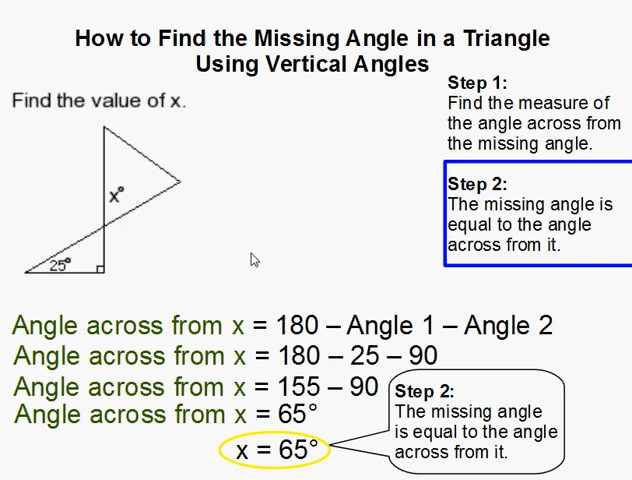 How to Find the Missing Angle in a Triangle
Using Vertical Angles
Find the value of x.
x°
25°
Step 1:
Find the measure of
the angle across from
the missing angle.
Step 2:
The missing angle is
equal to the angle
across from it.
Angle across from x = 180 – Angle 1 – Angle 2
Angle across from x = 180 – 25 – 90
Angle across from x = 155 – 90
Angle across from x = 65°
x = 65°
Step 2:
The missing angle
is equal to the angle
across from it.